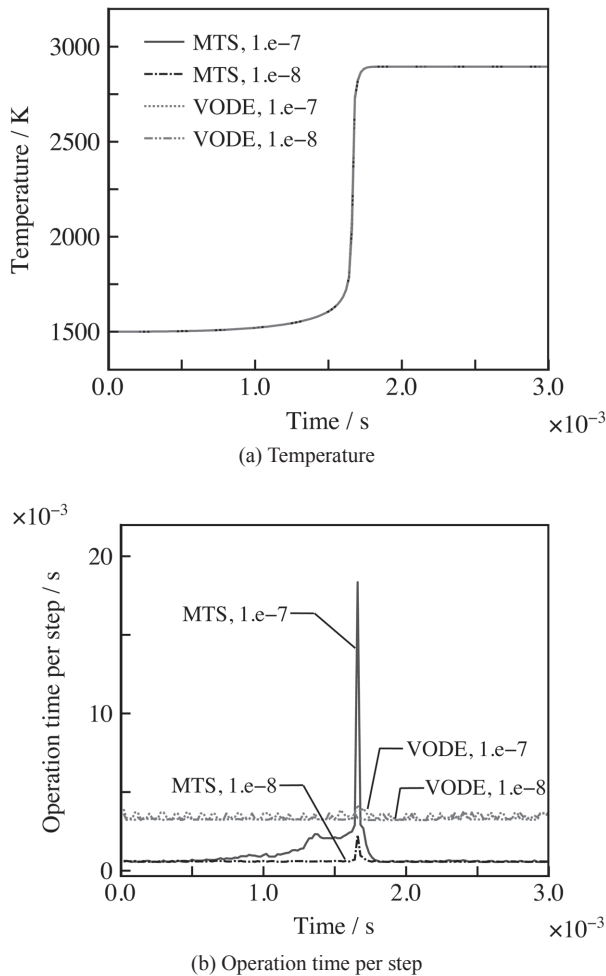 3000
2500
2000
1500
Temperature / K
MTS, 1.e−7
MTS, 1.e−8
VODE, 1.e−7
VODE, 1.e−8
0.0 1.0 2.0 3.0
Time / s
×10−3
(a) Temperature
×10−3
20
10
0
Operation time per step / s
MTS, 1.e−7
VODE, 1.e−7
MTS, 1.e−8
VODE, 1.e−8
0.0 1.0 2.0 3.0
Time / s
×10−3
(b) Operation time per step